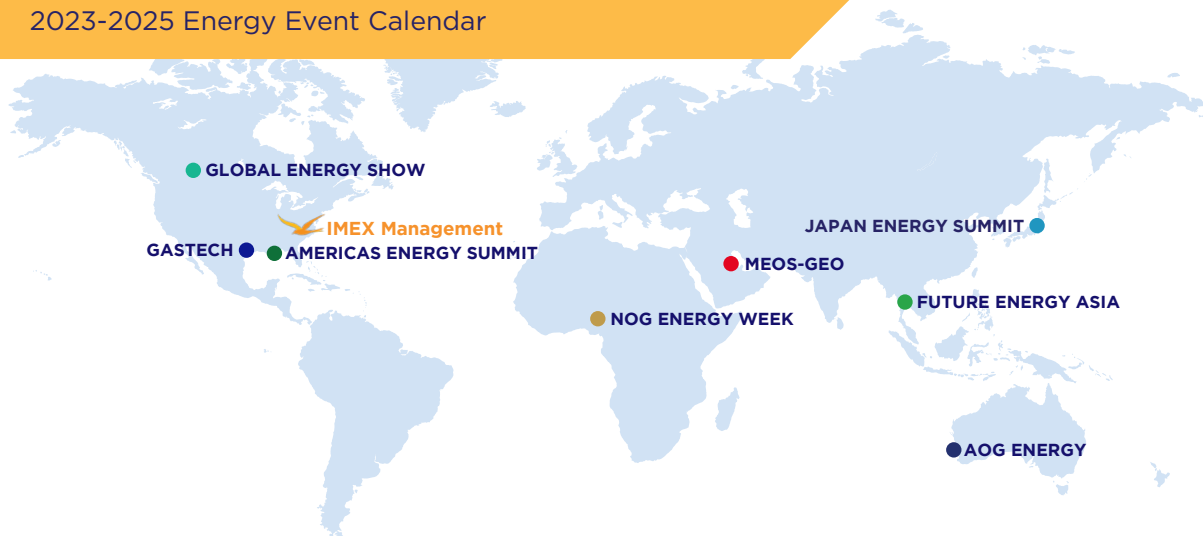 2023-2025 Energy Event Calendar
GLOBAL ENERGY SHOW
IMEX Management
JAPAN ENERGY SUMMIT
GASTECH
AMERICAS ENERGY SUMMIT
MEOS-GEO
FUTURE ENERGY ASIA
NOG ENERGY WEEK
AOG ENERGY